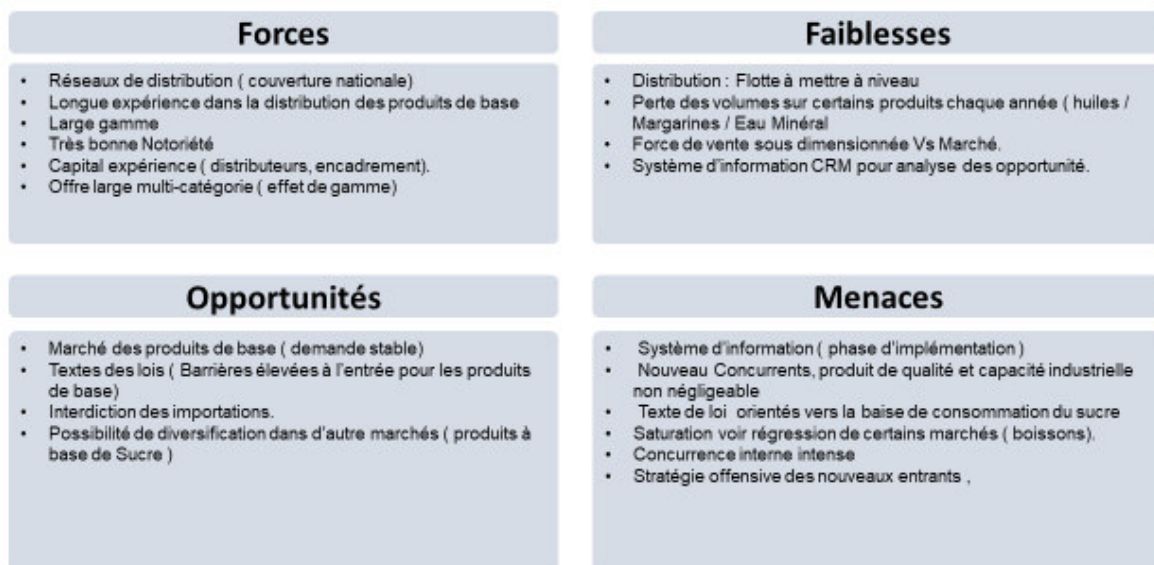 Forces
• Réseaux de distribution ( couverture nationale)
• Longue expérience dans la distribution des produits de base
• Large gamme
• Très bonne Notoriété
• Capital expérience ( distributeurs, encadrement).
• Offre large multi-catégorie ( effet de gamme)
Faiblesses
• Distribution : Flotte à mettre à niveau
• Perte des volumes sur certains produits chaque année ( huiles /
Margarines / Eau Minéral
• Force de vente sous dimensionnée Vs Marché.
• Système d'information CRM pour analyse des opportunité.
Opportunités
• Marché des produits de base ( demande stable)
• Textes des lois ( Barrières élevées à l'entrée pour les produits
de base)
• Interdiction des importations.
• Possibilité de diversification dans d'autre marchés ( produits à
base de Sucre )
Menaces
• Système d'information ( phase d'implémentation )
• Nouveau Concurrents, produit de qualité et capacité industrielle
non négligeable
• Texte de loi orientés vers la baise de consommation du sucre
• Saturation voir régression de certains marchés ( boissons).
• Concurrence interne intense
• Stratégie offensive des nouveaux entrants ,